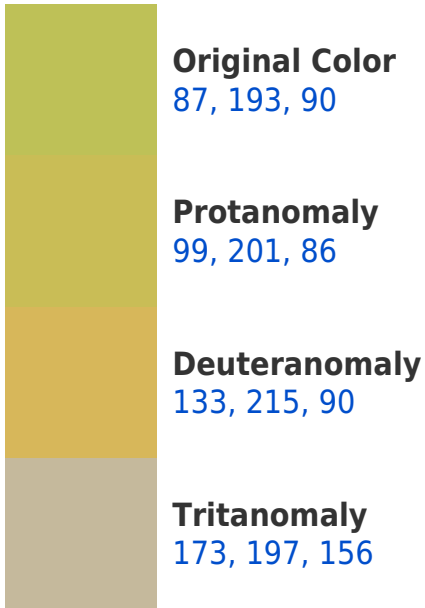 Original Color
87, 193, 90
Protanomaly
99, 201, 86
Deuteranomaly
133, 215, 90
Tritanomaly
173, 197, 156